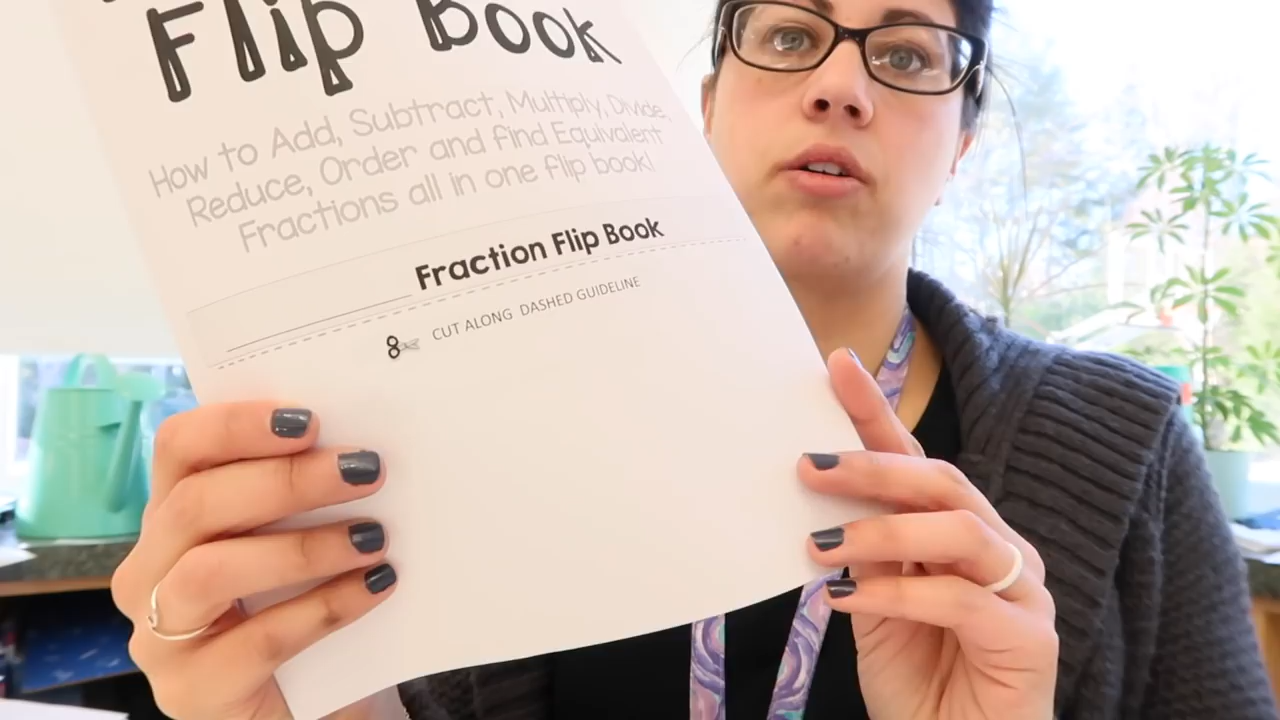 Flip Book
How to Add, Subtract, Multiply, Divide,
Reduce, Order and find Equivalent
Fractions all in one flip book!
Fraction Flip Book
CUT ALONG DASHED GUIDELINE